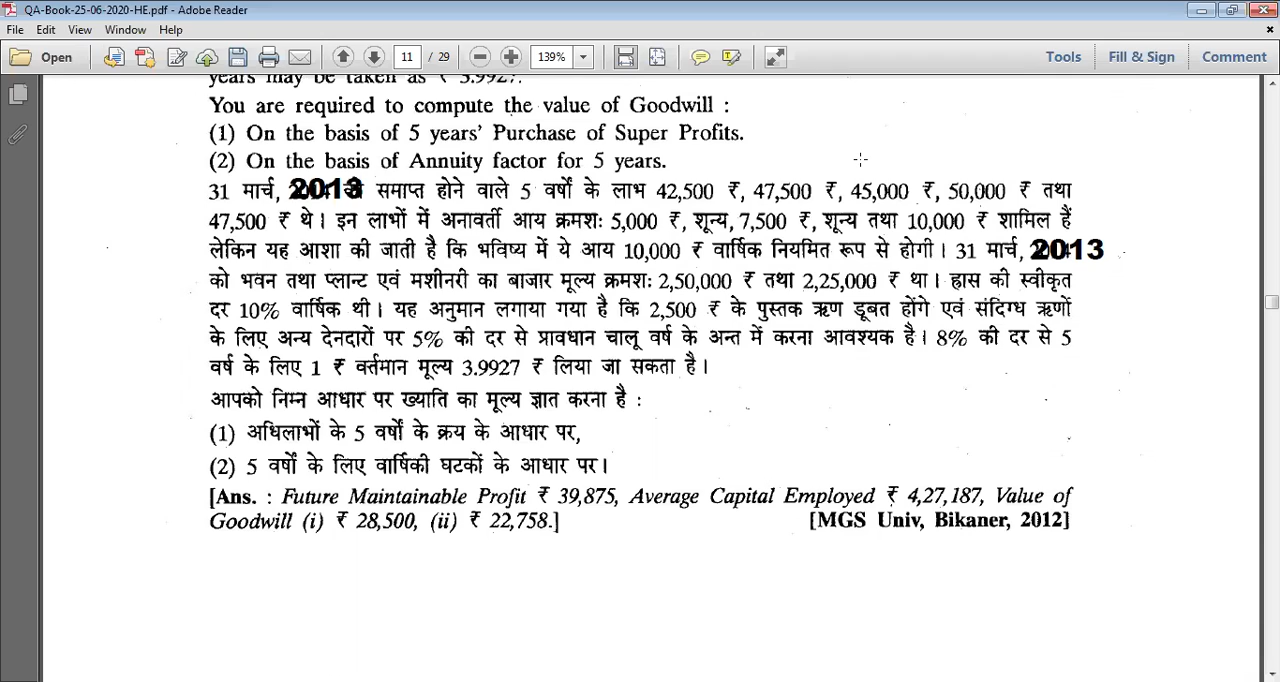 QA-Book-25-06-2020-HE.pdf - Adobe Reader
File Edit View Window Help
Open 11 / 29 139% Tools Fill & Sign Comment
years may be taken as ₹ 3.9927.
You are required to compute the value of Goodwill :
(1) On the basis of 5 years' Purchase of Super Profits.
(2) On the basis of Annuity factor for 5 years.
31 मार्च, 2013 को समाप्त होने वाले 5 वर्षों के लाभ 42,500 ₹, 47,500 ₹, 45,000 ₹, 50,000 ₹ तथा
47,500 ₹ थे। इन लाभों में अनावर्ती आय क्रमशः 5,000 ₹, शून्य, 7,500 ₹, शून्य तथा 10,000 ₹ शामिल हैं
लेकिन यह आशा की जाती है कि भविष्य में ये आय 10,000 ₹ वार्षिक नियमित रूप से होगी। 31 मार्च, 2013
को भवन तथा प्लान्ट एवं मशीनरी का बाजार मूल्य क्रमशः 2,50,000 ₹ तथा 2,25,000 ₹ था। ह्रास की स्वीकृत
दर 10% वार्षिक थी। यह अनुमान लगाया गया है कि 2,500 ₹ के पुस्तक ऋण डूबत होंगे एवं संदिग्ध ऋणों
के लिए अन्य देनदारों पर 5% की दर से प्रावधान चालू वर्ष के अन्त में करना आवश्यक है। 8% की दर से 5
वर्ष के लिए 1 ₹ वर्त्तमान मूल्य 3.9927 ₹ लिया जा सकता है।
आपको निम्न आधार पर ख्याति का मूल्य ज्ञात करना है :
(1) अधिलाभों के 5 वर्षों के क्रय के आधार पर,
(2) 5 वर्षों के लिए वार्षिकी घटकों के आधार पर।
[Ans. : Future Maintainable Profit ₹ 39,875, Average Capital Employed ₹ 4,27,187, Value of
Goodwill (i) ₹ 28,500, (ii) ₹ 22,758.] [MGS Univ, Bikaner, 2012]